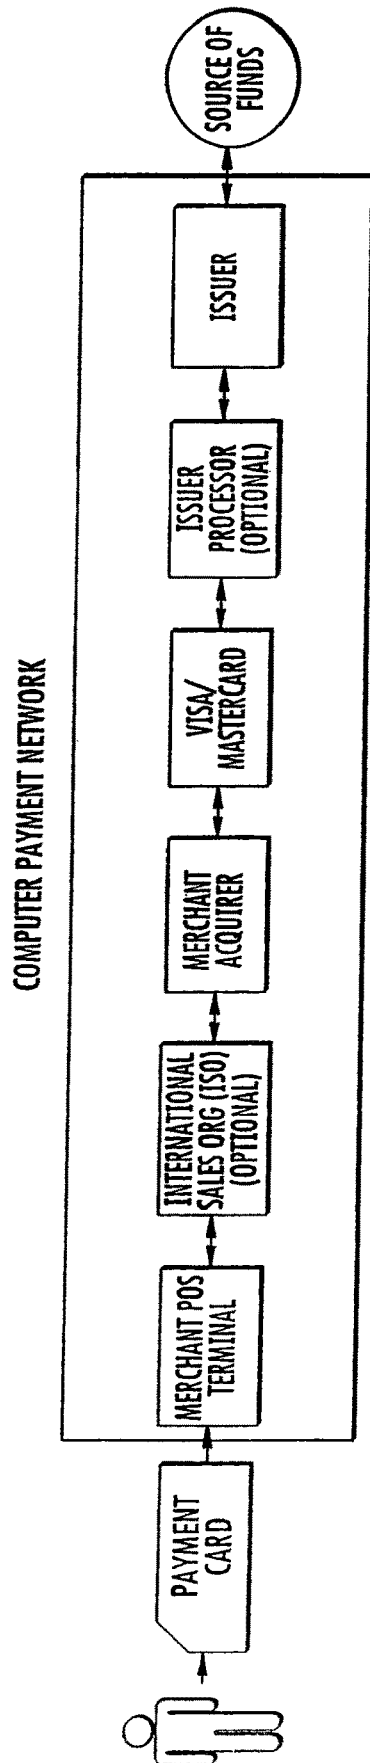 COMPUTER PAYMENT NETWORK
PAYMENT
CARD
MERCHANT POS
TERMINAL
INTERNATIONAL
SALES ORG (ISO)
(OPTIONAL)
MERCHANT
ACQUIRER
VISA/
MASTERCARD
ISSUER
PROCESSOR
(OPTIONAL)
ISSUER
SOURCE OF
FUNDS